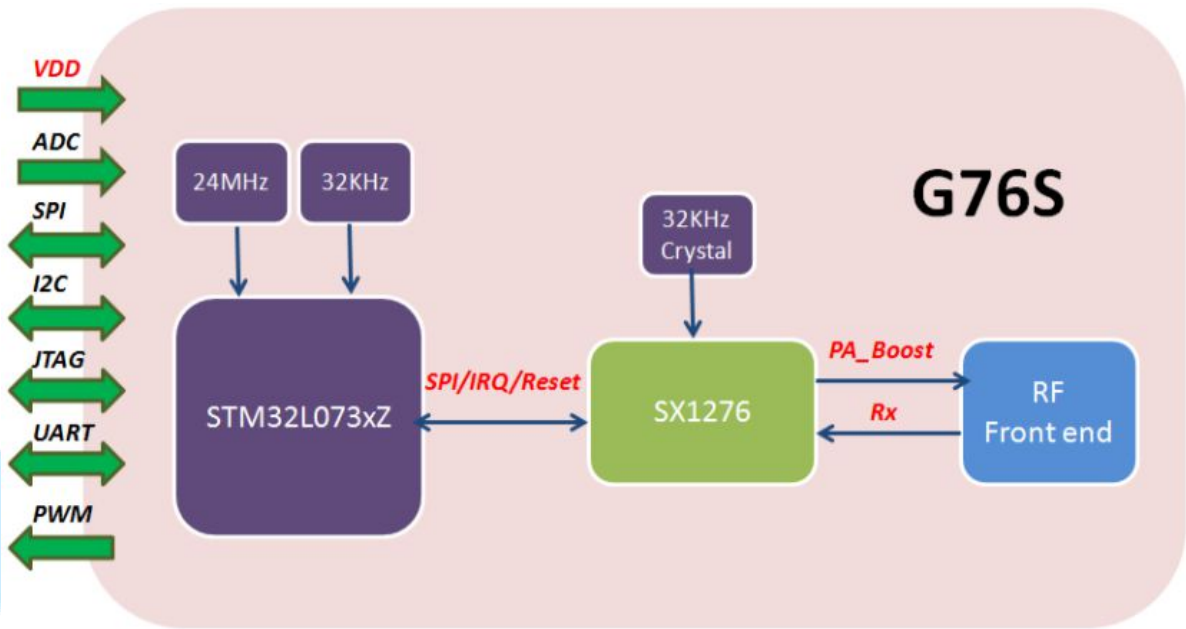 VDD
ADC
SPI
I2C
JTAG
UART
PWM
24MHz
32KHz
STM32L073xZ
SPI/IRQ/Reset
32KHz
Crystal
SX1276
PA_Boost
Rx
RF
Front end
G76S